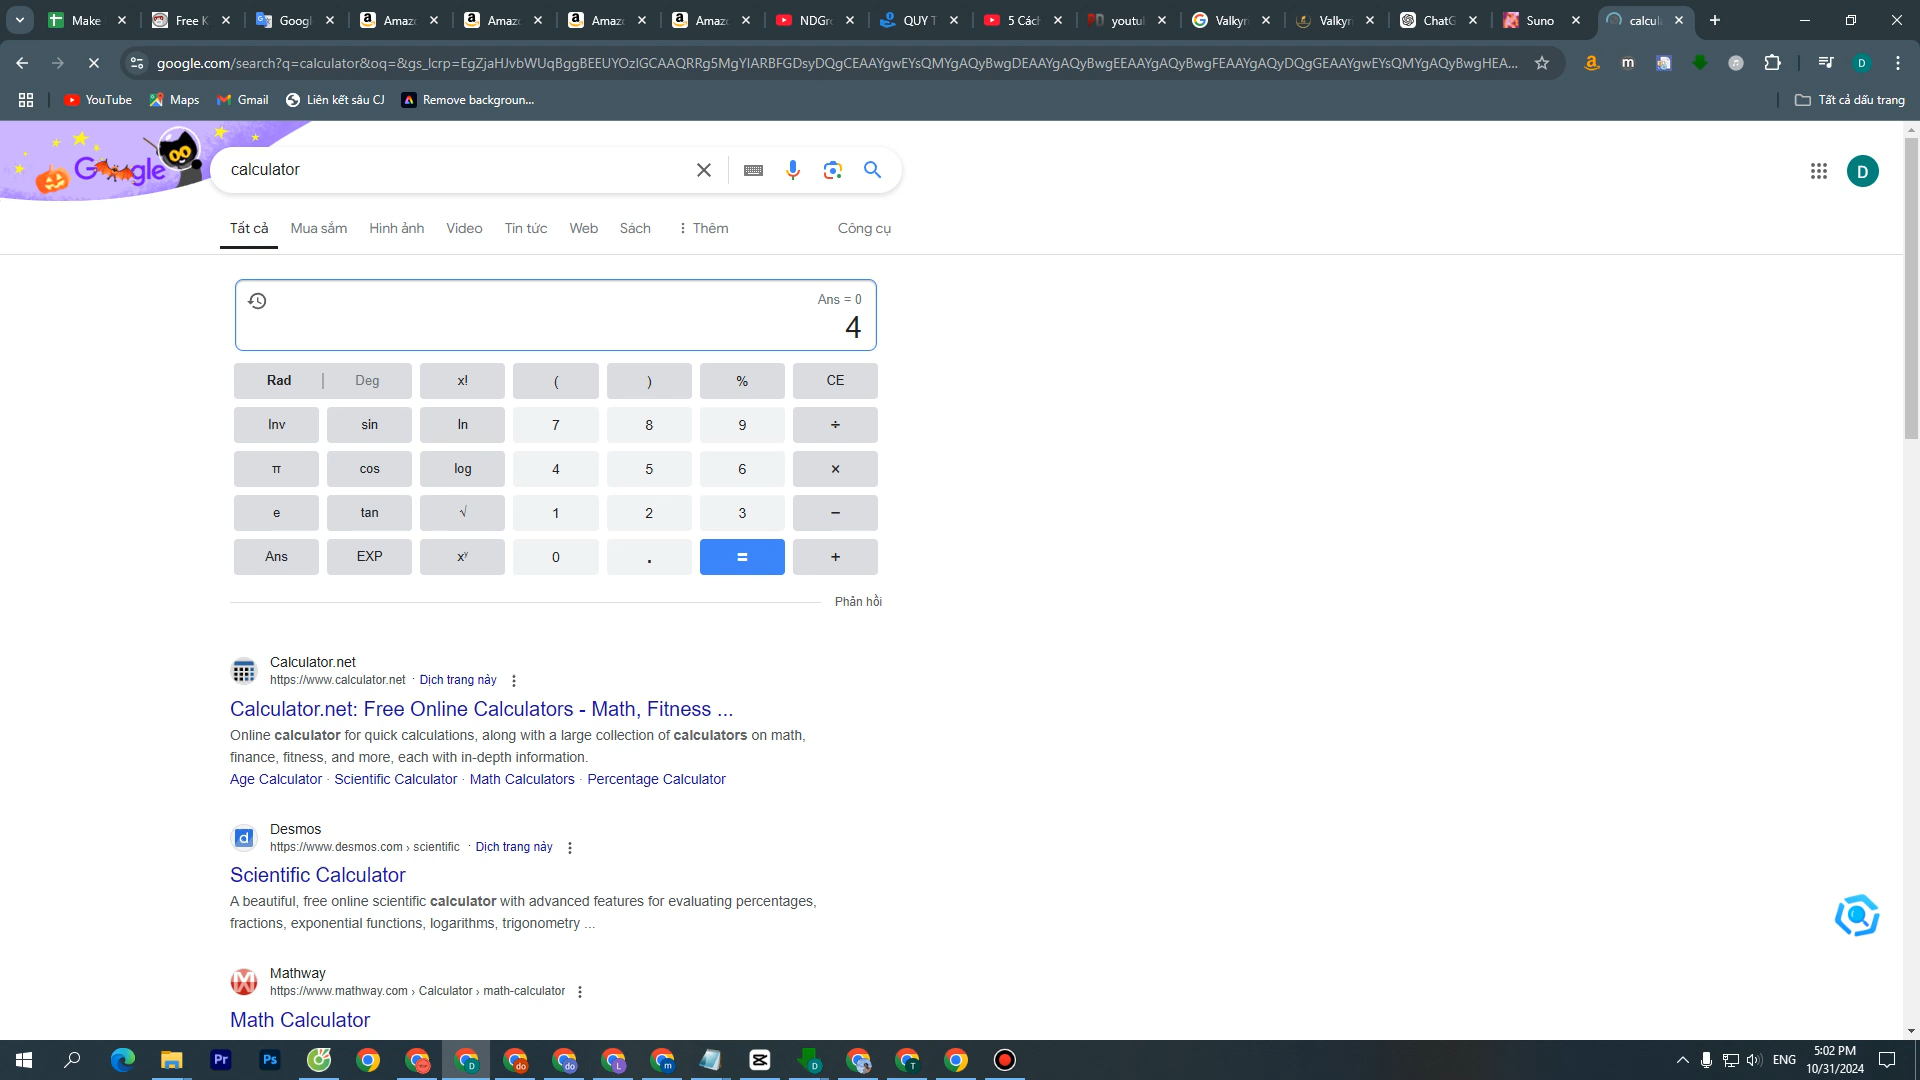 Make
Free K
Googl
Amazo
Amazo
Amazo
Amazo
NDGr
QUY T
5 Các
youtu
Valkyr
Valkyr
ChatG
Suno
calcul
google.com/search?q=calculator&oq=&gs_lcrp=EgZjaHJvbWUqBggBEEUYOzIGCAAQRRg5MgYIARBFGDsyDQgCEAAYgwEYsQMYgAQyBwgDEAAYgAQyBwgEEAAYgAQyBwgFEAAYgAQyDQgGEAAYgwEYsQMYgAQyBwgHEA...
D
YouTube
Maps
Gmail
Liên kết sâu CJ
Remove backgroun...
Tất cả dấu trang
Google
calculator
D
Tất cả
Mua sắm
Hình ảnh
Video
Tin tức
Web
Sách
Thêm
Công cụ
Ans = 0
4
Rad | Deg x! ( ) % CE
Inv sin ln 7 8 9 ÷
π cos log 4 5 6 ×
e tan √ 1 2 3 −
Ans EXP xʸ 0 . = +
Phản hồi
Calculator.net
https://www.calculator.net · Dịch trang này
Calculator.net: Free Online Calculators - Math, Fitness ...
Online calculator for quick calculations, along with a large collection of calculators on math,
finance, fitness, and more, each with in-depth information.
Age Calculator · Scientific Calculator · Math Calculators · Percentage Calculator
Desmos
https://www.desmos.com › scientific · Dịch trang này
Scientific Calculator
A beautiful, free online scientific calculator with advanced features for evaluating percentages,
fractions, exponential functions, logarithms, trigonometry ...
Mathway
https://www.mathway.com › Calculator › math-calculator
Math Calculator
Pr
Ps
ENG
5:02 PM
10/31/2024